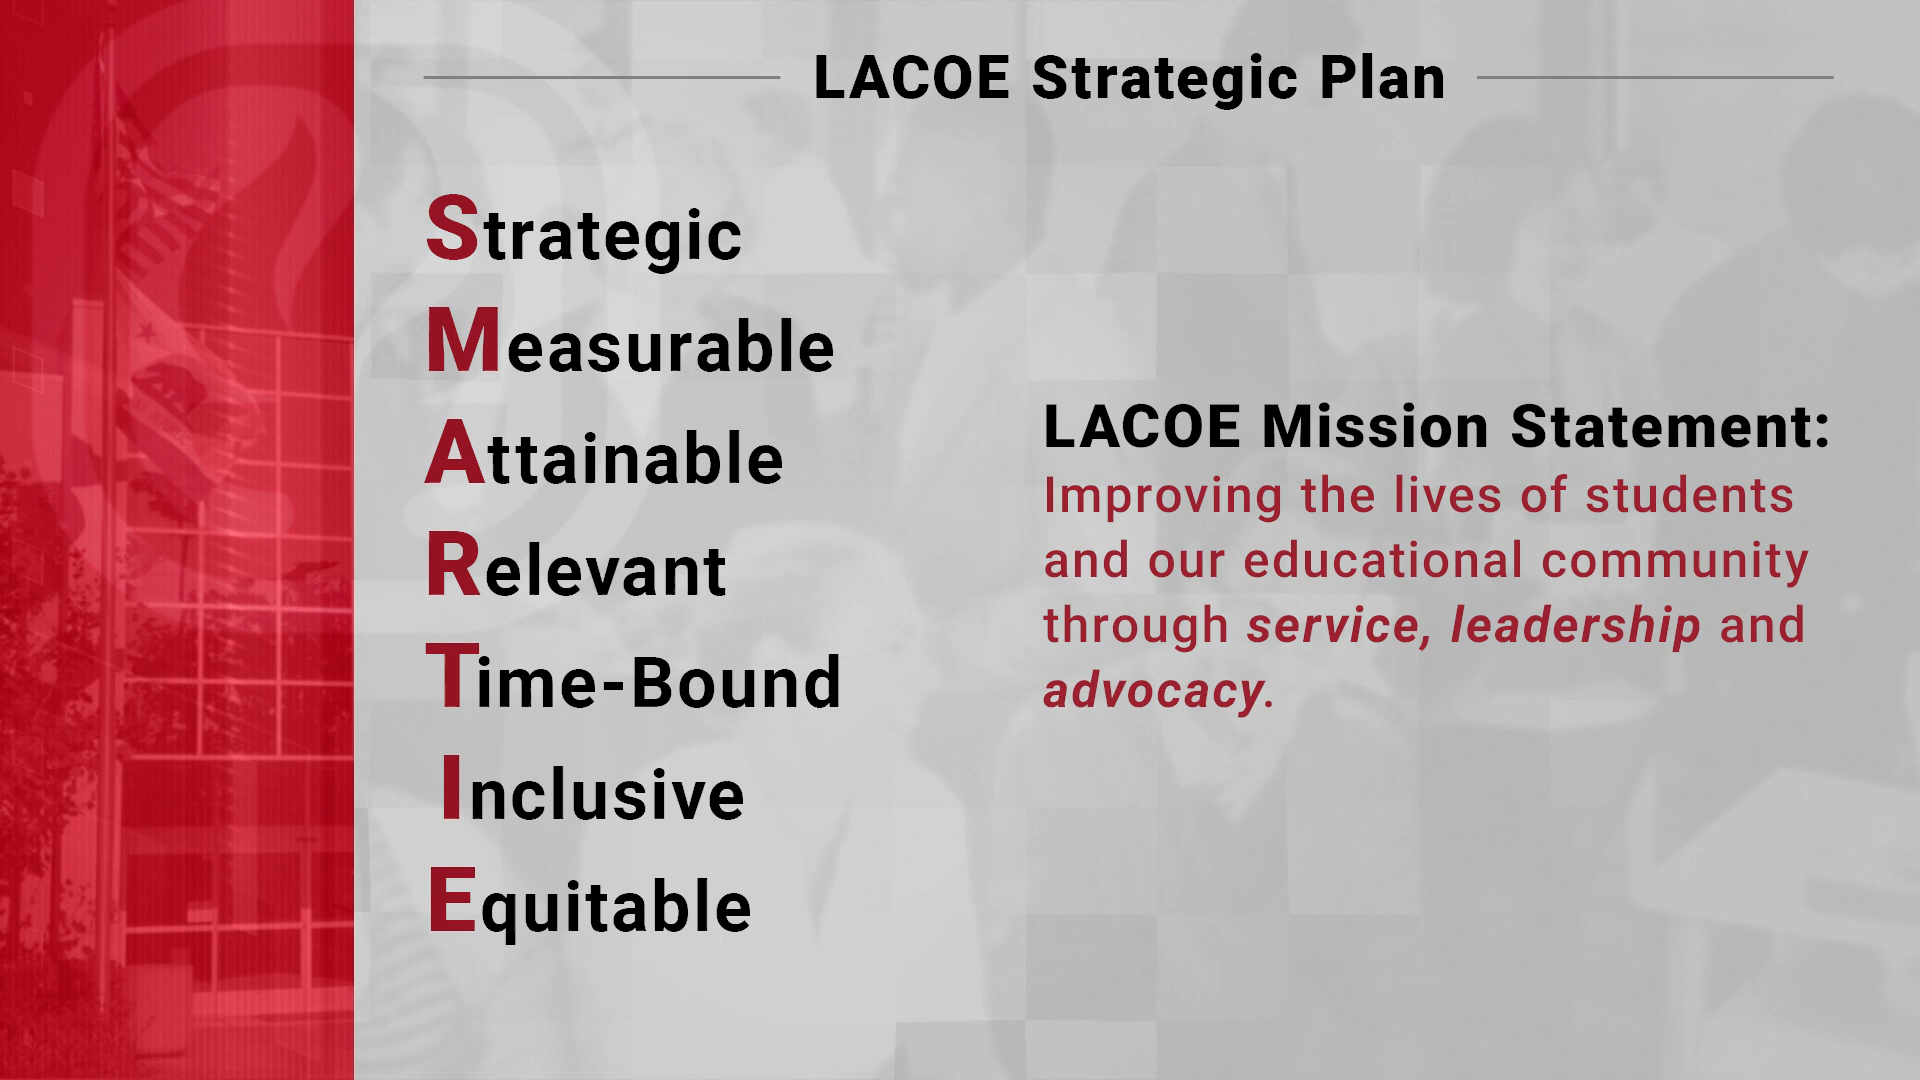 LACOE Strategic Plan
Strategic
Measurable
Attainable
Relevant
Time-Bound
Inclusive
Equitable
LACOE Mission Statement:
Improving the lives of students
and our educational community
through service, leadership and
advocacy.